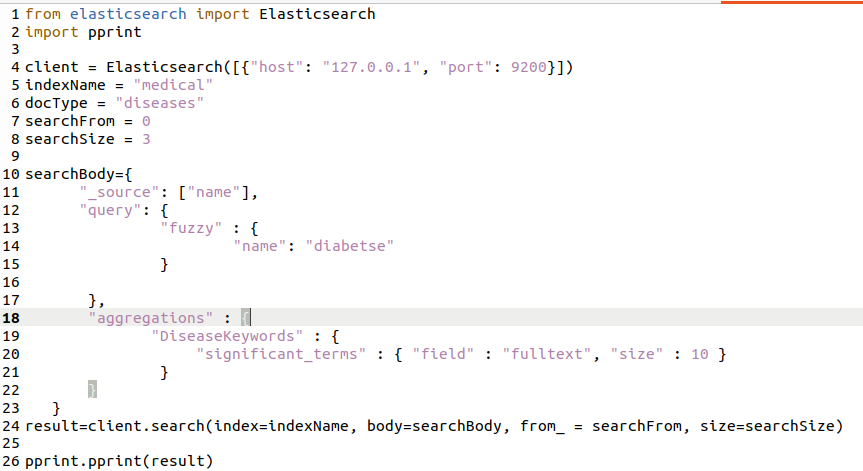 1 from elasticsearch import Elasticsearch
2 import pprint
3
4 client = Elasticsearch([{"host": "127.0.0.1", "port": 9200}])
5 indexName = "medical"
6 docType = "diseases"
7 searchFrom = 0
8 searchSize = 3
9
10 searchBody={
11       "_source": ["name"],
12       "query": {
13                "fuzzy" : {
14                        "name": "diabetse"
15                }
16
17        },
18        "aggregations" : {
19               "DiseaseKeywords" : {
20                    "significant_terms" : { "field" : "fulltext", "size" : 10 }
21                }
22        }
23    }
24 result=client.search(index=indexName, body=searchBody, from_ = searchFrom, size=searchSize)
25
26 pprint.pprint(result)